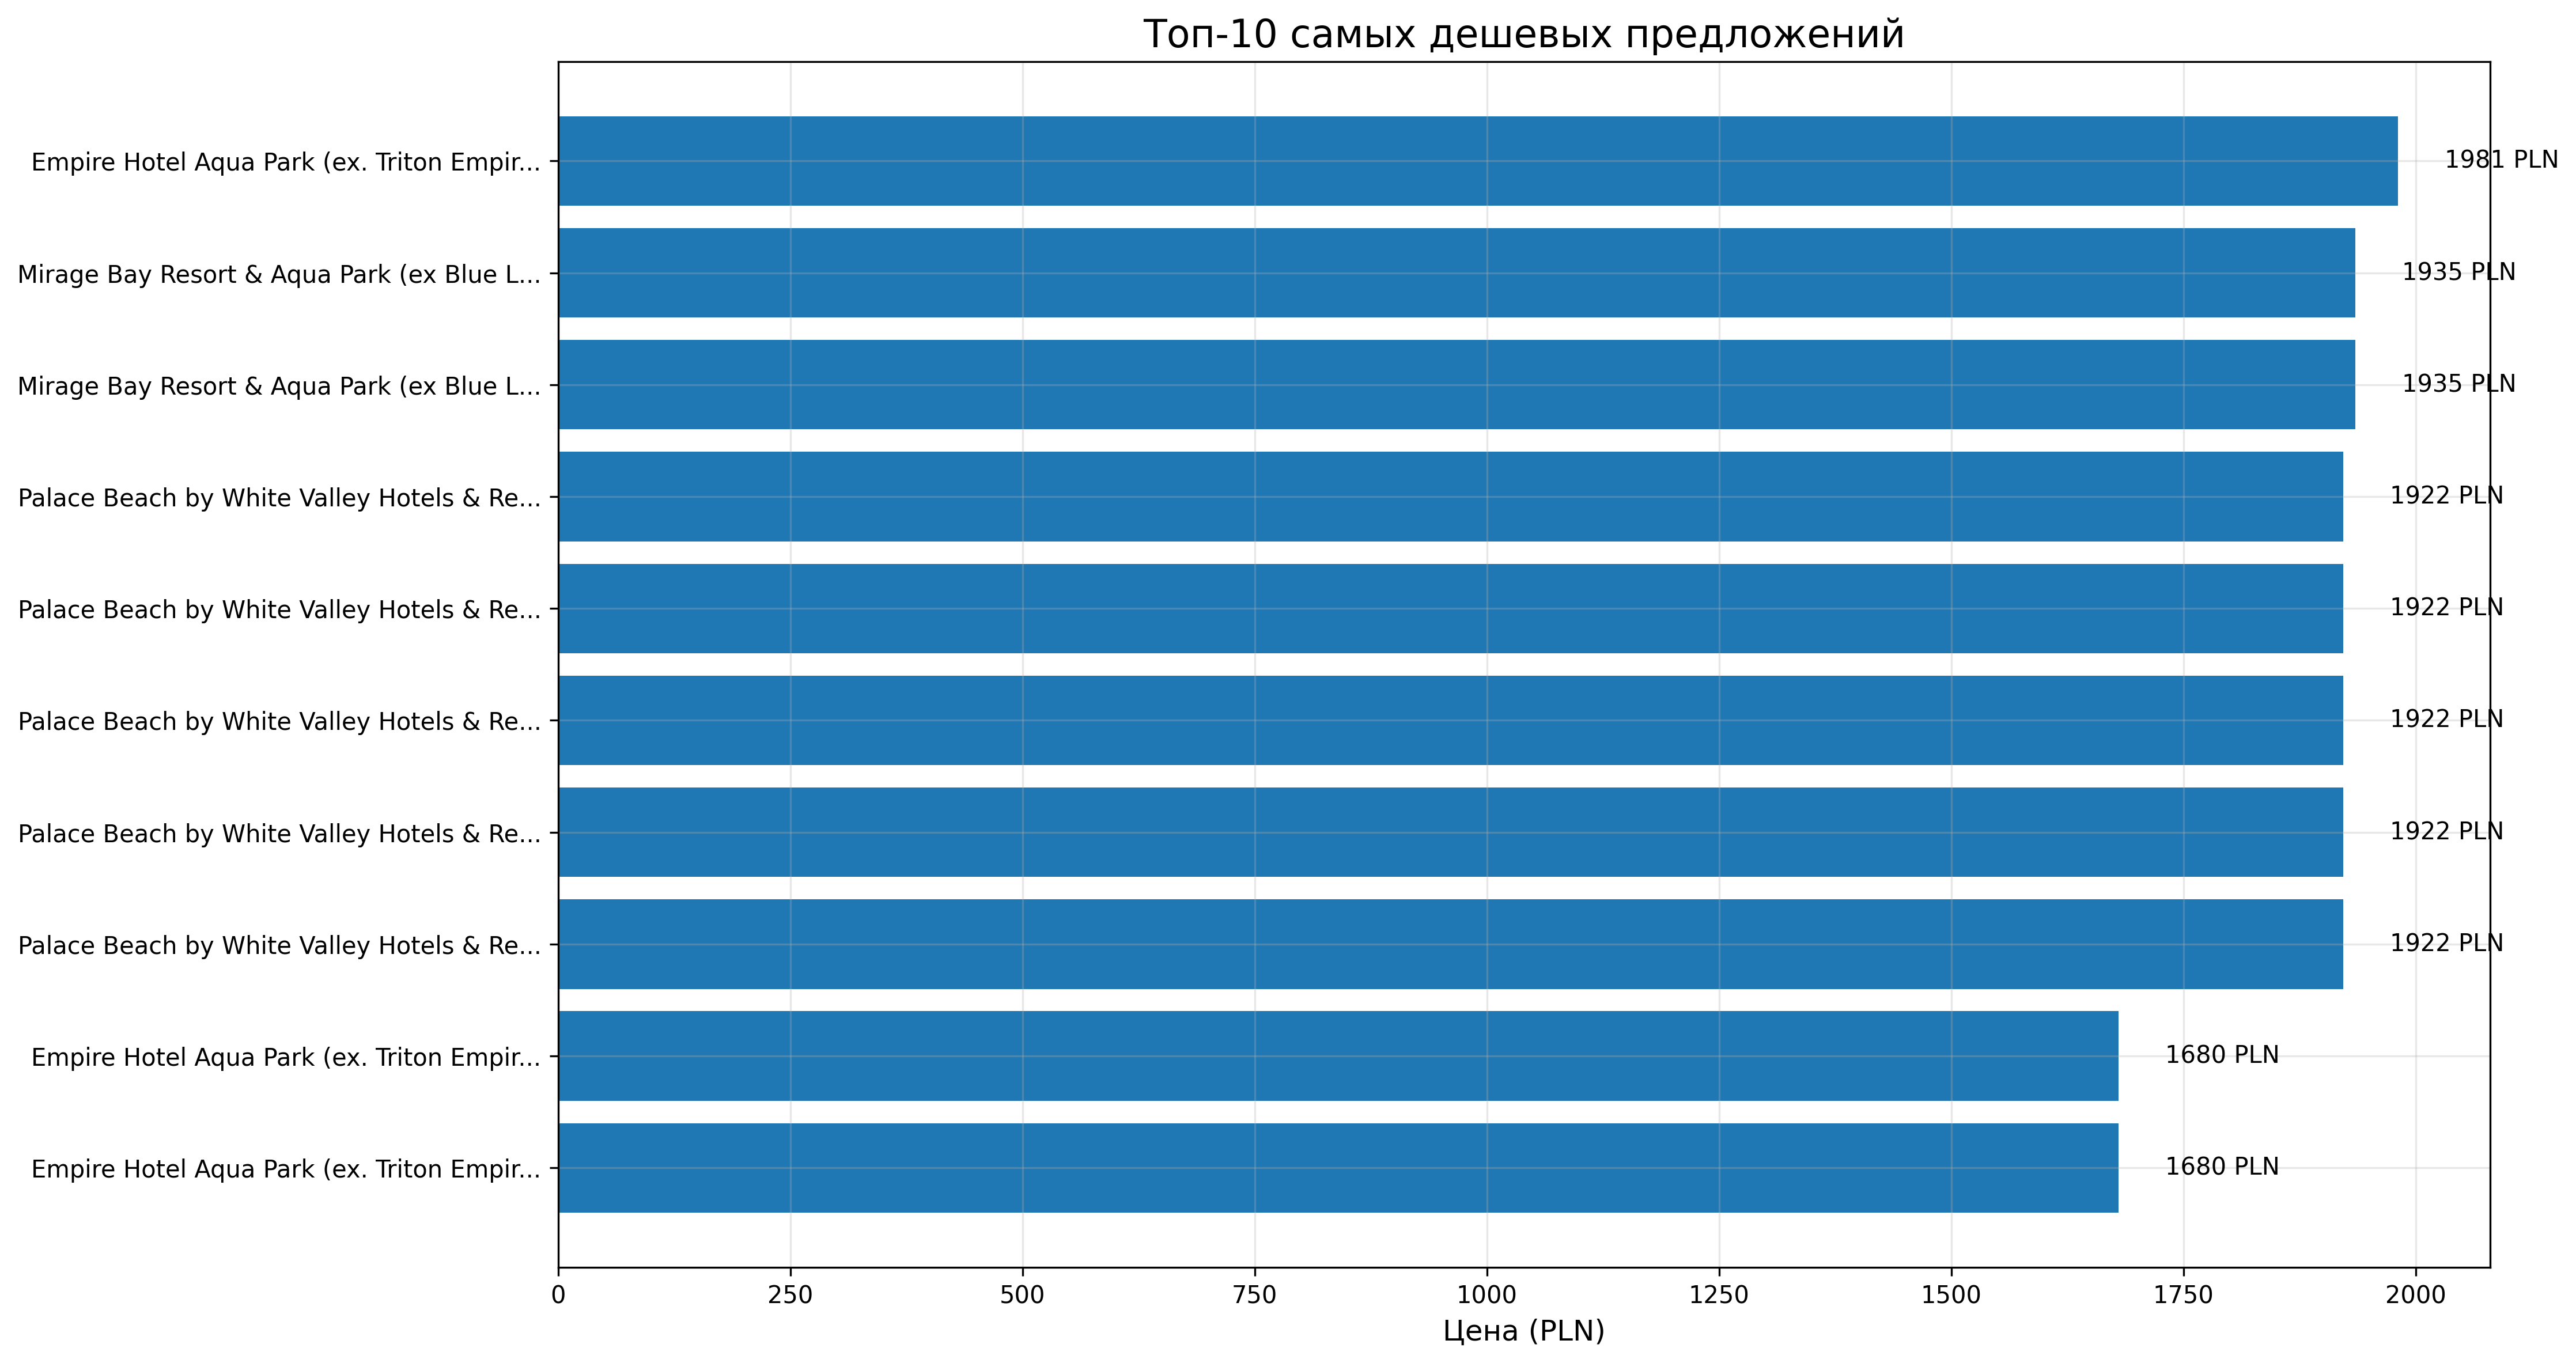 Топ-10 самых дешевых предложений
Empire Hotel Aqua Park (ex. Triton Empir... 1981 PLN
Mirage Bay Resort & Aqua Park (ex Blue L... 1935 PLN
Mirage Bay Resort & Aqua Park (ex Blue L... 1935 PLN
Palace Beach by White Valley Hotels & Re... 1922 PLN
Palace Beach by White Valley Hotels & Re... 1922 PLN
Palace Beach by White Valley Hotels & Re... 1922 PLN
Palace Beach by White Valley Hotels & Re... 1922 PLN
Palace Beach by White Valley Hotels & Re... 1922 PLN
Empire Hotel Aqua Park (ex. Triton Empir... 1680 PLN
Empire Hotel Aqua Park (ex. Triton Empir... 1680 PLN
0 250 500 750 1000 1250 1500 1750 2000
Цена (PLN)